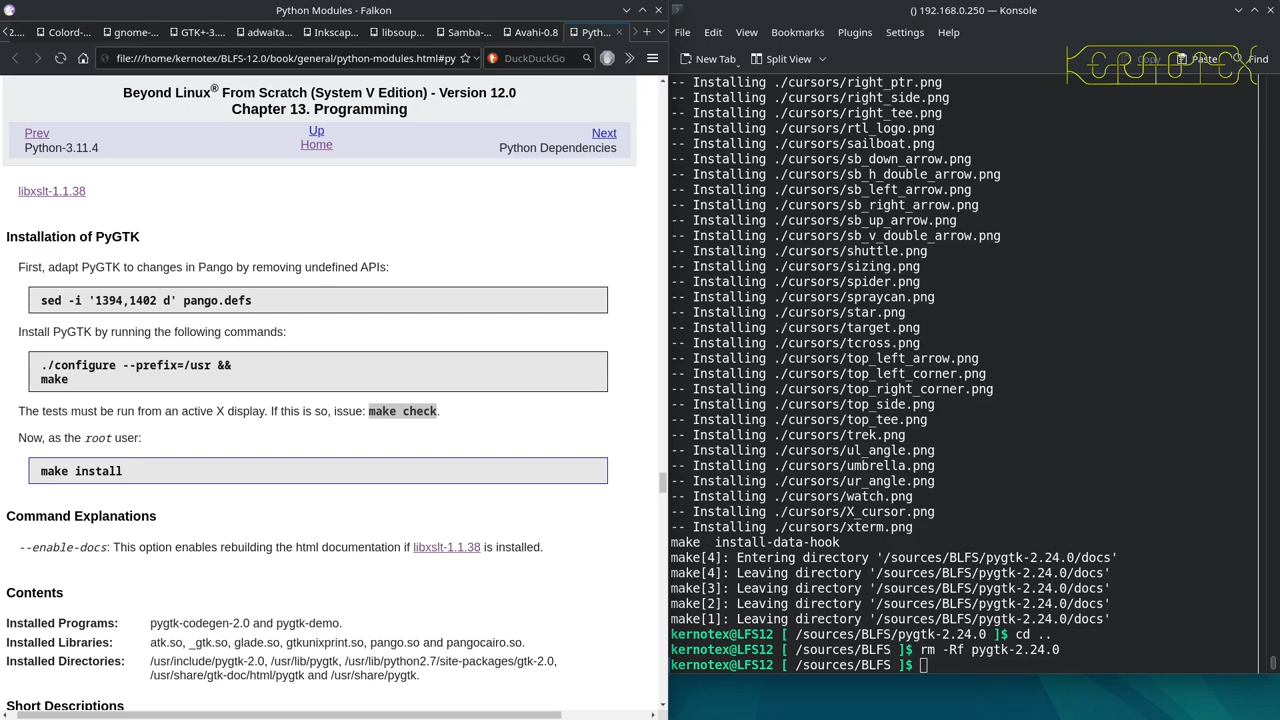 Python Modules - Falkon
2....
Colord-...
gnome-...
GTK+-3....
adwaita...
Inkscap...
libsoup...
Samba-...
Avahi-0.8
Pyth...
file:///home/kernotex/BLFS-12.0/book/general/python-modules.html#py
DuckDuckGo
Beyond Linux® From Scratch (System V Edition) - Version 12.0
Chapter 13. Programming
Prev
Up
Next
Python-3.11.4
Home
Python Dependencies
libxslt-1.1.38
Installation of PyGTK
First, adapt PyGTK to changes in Pango by removing undefined APIs:
sed -i '1394,1402 d' pango.defs
Install PyGTK by running the following commands:
./configure --prefix=/usr &&
make
The tests must be run from an active X display. If this is so, issue: make check.
Now, as the root user:
make install
Command Explanations
--enable-docs: This option enables rebuilding the html documentation if libxslt-1.1.38 is installed.
Contents
Installed Programs: pygtk-codegen-2.0 and pygtk-demo.
Installed Libraries: atk.so, _gtk.so, glade.so, gtkunixprint.so, pango.so and pangocairo.so.
Installed Directories: /usr/include/pygtk-2.0, /usr/lib/pygtk, /usr/lib/python2.7/site-packages/gtk-2.0,
/usr/share/gtk-doc/html/pygtk and /usr/share/pygtk.
Short Descriptions
() 192.168.0.250 — Konsole
File Edit View Bookmarks Plugins Settings Help
New Tab Split View Copy Paste Find
KERNOTEX
-- Installing ./cursors/right_ptr.png
-- Installing ./cursors/right_side.png
-- Installing ./cursors/right_tee.png
-- Installing ./cursors/rtl_logo.png
-- Installing ./cursors/sailboat.png
-- Installing ./cursors/sb_down_arrow.png
-- Installing ./cursors/sb_h_double_arrow.png
-- Installing ./cursors/sb_left_arrow.png
-- Installing ./cursors/sb_right_arrow.png
-- Installing ./cursors/sb_up_arrow.png
-- Installing ./cursors/sb_v_double_arrow.png
-- Installing ./cursors/shuttle.png
-- Installing ./cursors/sizing.png
-- Installing ./cursors/spider.png
-- Installing ./cursors/spraycan.png
-- Installing ./cursors/star.png
-- Installing ./cursors/target.png
-- Installing ./cursors/tcross.png
-- Installing ./cursors/top_left_arrow.png
-- Installing ./cursors/top_left_corner.png
-- Installing ./cursors/top_right_corner.png
-- Installing ./cursors/top_side.png
-- Installing ./cursors/top_tee.png
-- Installing ./cursors/trek.png
-- Installing ./cursors/ul_angle.png
-- Installing ./cursors/umbrella.png
-- Installing ./cursors/ur_angle.png
-- Installing ./cursors/watch.png
-- Installing ./cursors/X_cursor.png
-- Installing ./cursors/xterm.png
make  install-data-hook
make[4]: Entering directory '/sources/BLFS/pygtk-2.24.0/docs'
make[4]: Leaving directory '/sources/BLFS/pygtk-2.24.0/docs'
make[3]: Leaving directory '/sources/BLFS/pygtk-2.24.0/docs'
make[2]: Leaving directory '/sources/BLFS/pygtk-2.24.0/docs'
make[1]: Leaving directory '/sources/BLFS/pygtk-2.24.0/docs'
kernotex@LFS12 [ /sources/BLFS/pygtk-2.24.0 ]$ cd ..
kernotex@LFS12 [ /sources/BLFS ]$ rm -Rf pygtk-2.24.0
kernotex@LFS12 [ /sources/BLFS ]$